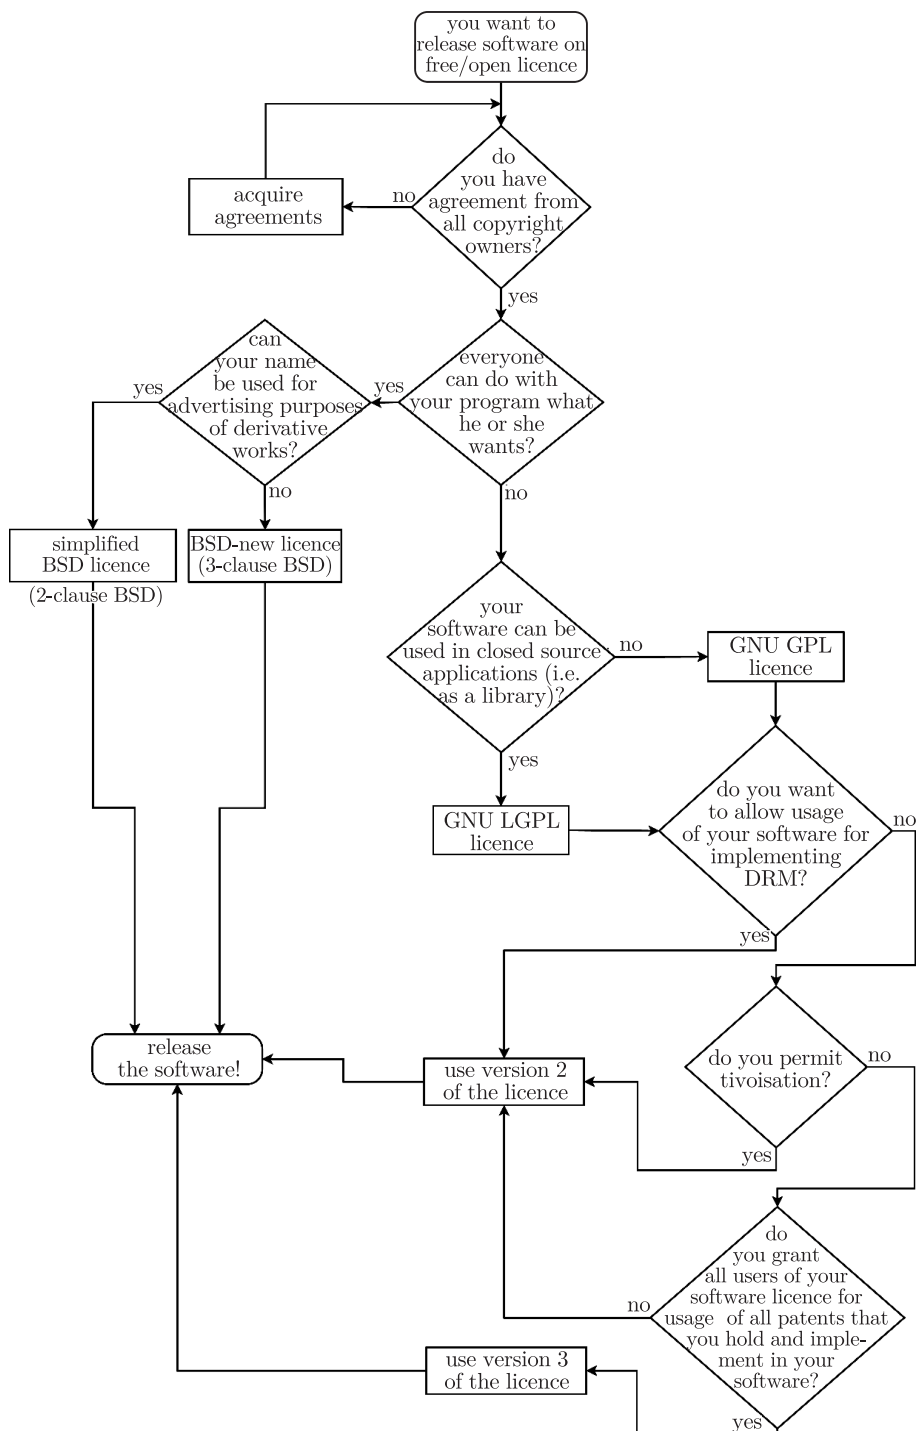 you want to
release software on
free/open licence
do
you have
agreement from
all copyright
owners?
no
acquire
agreements
yes
everyone
can do with
your program what
he or she
wants?
yes
can
your name
be used for
advertising purposes
of derivative
works?
yes
no
no
simplified
BSD licence
(2-clause BSD)
BSD-new licence
(3-clause BSD)
your
software can be
used in closed source
applications (i.e.
as a library)?
no
GNU GPL
licence
yes
GNU LGPL
licence
do you want
to allow usage
of your software for
implementing
DRM?
no
yes
release
the software!
use version 2
of the licence
do you permit
tivoisation?
no
yes
do
you grant
all users of your
software licence for
usage of all patents that
you hold and imple-
ment in your
software?
no
use version 3
of the licence
yes